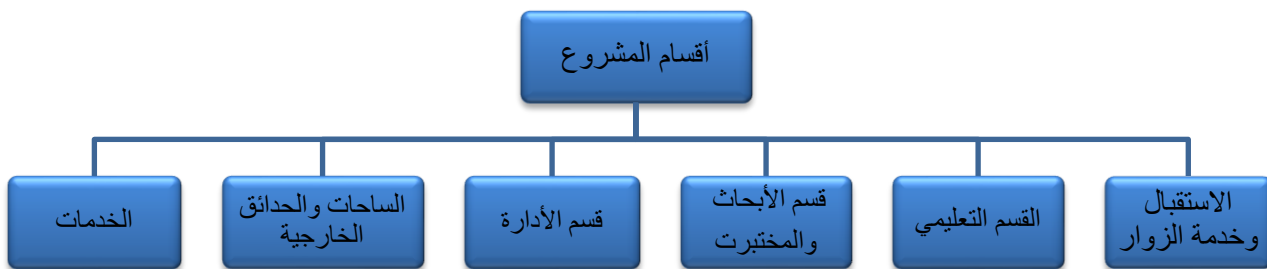 أقسام المشروع
الاستقبال
وخدمة الزوار
القسم التعليمي
قسم الأبحاث
والمختبرت
قسم الأدارة
الساحات والحدائق
الخارجية
الخدمات